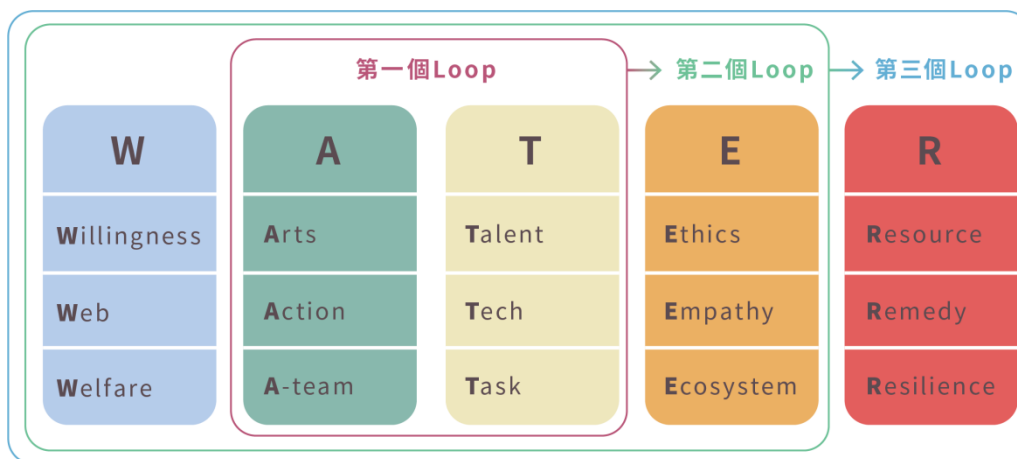 第一個Loop
第二個Loop
第三個Loop
W
A
T
E
R
Willingness
Arts
Talent
Ethics
Resource
Web
Action
Tech
Empathy
Remedy
Welfare
A-team
Task
Ecosystem
Resilience